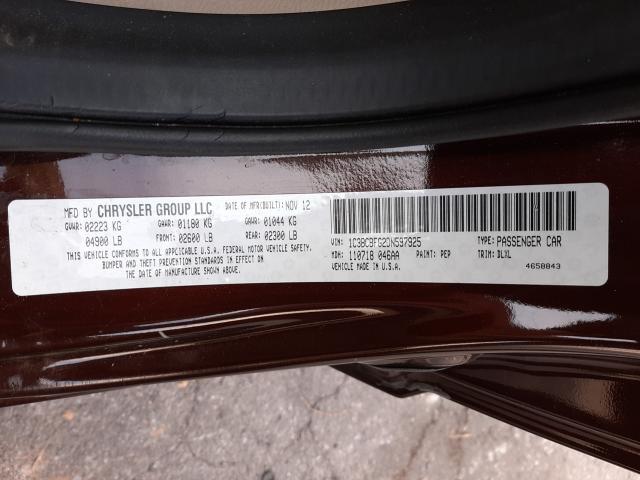 MFD BY CHRYSLER GROUP LLC DATE OF MFR(BUILT): NOV 12
GVWR: 02223 KG GAWR: 01180 KG GAWR: 01044 KG
04900 LB FRONT: 02600 LB REAR: 02300 LB
THIS VEHICLE CONFORMS TO ALL APPLICABLE U.S.A. FEDERAL MOTOR VEHICLE SAFETY,
BUMPER AND THEFT PREVENTION STANDARDS IN EFFECT ON
THE DATE OF MANUFACTURE SHOWN ABOVE.
VIN: 1C3BCBFG2DN597925 TYPE: PASSENGER CAR
MDH: 110718 046AA PAINT: PEP TRIM: DLXL
VEHICLE MADE IN U.S.A. 4658843